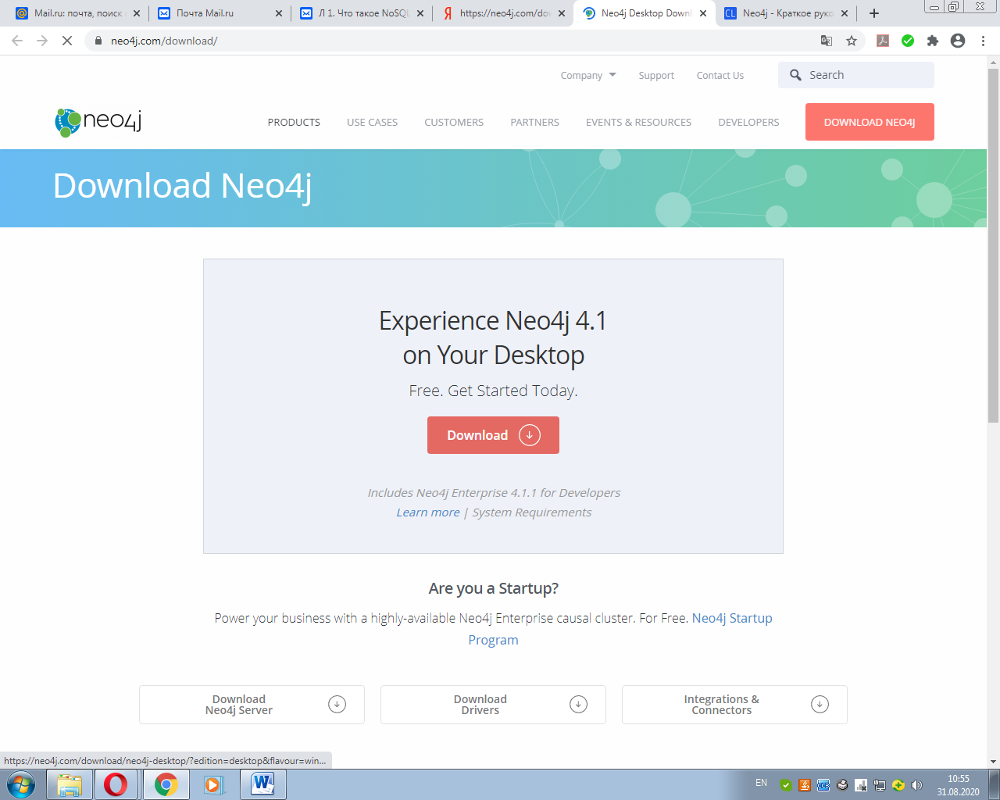 Mail.ru: почта, поиск
Почта Mail.ru
Л 1. Что такое NoSQL
https://neo4j.com/do
Neo4j Desktop Downl
Neo4j - Краткое руко
neo4j.com/download/
Company
Support
Contact Us
Search
neo4j
PRODUCTS
USE CASES
CUSTOMERS
PARTNERS
EVENTS & RESOURCES
DEVELOPERS
DOWNLOAD NEO4J
Download Neo4j
Experience Neo4j 4.1
on Your Desktop
Free. Get Started Today.
Download
Includes Neo4j Enterprise 4.1.1 for Developers
Learn more | System Requirements
Are you a Startup?
Power your business with a highly-available Neo4j Enterprise causal cluster. For Free. Neo4j Startup
Program
Download
Neo4j Server
Download
Drivers
Integrations &
Connectors
https://neo4j.com/download/neo4j-desktop/?edition=desktop&flavour=win...
EN
10:55
31.08.2020